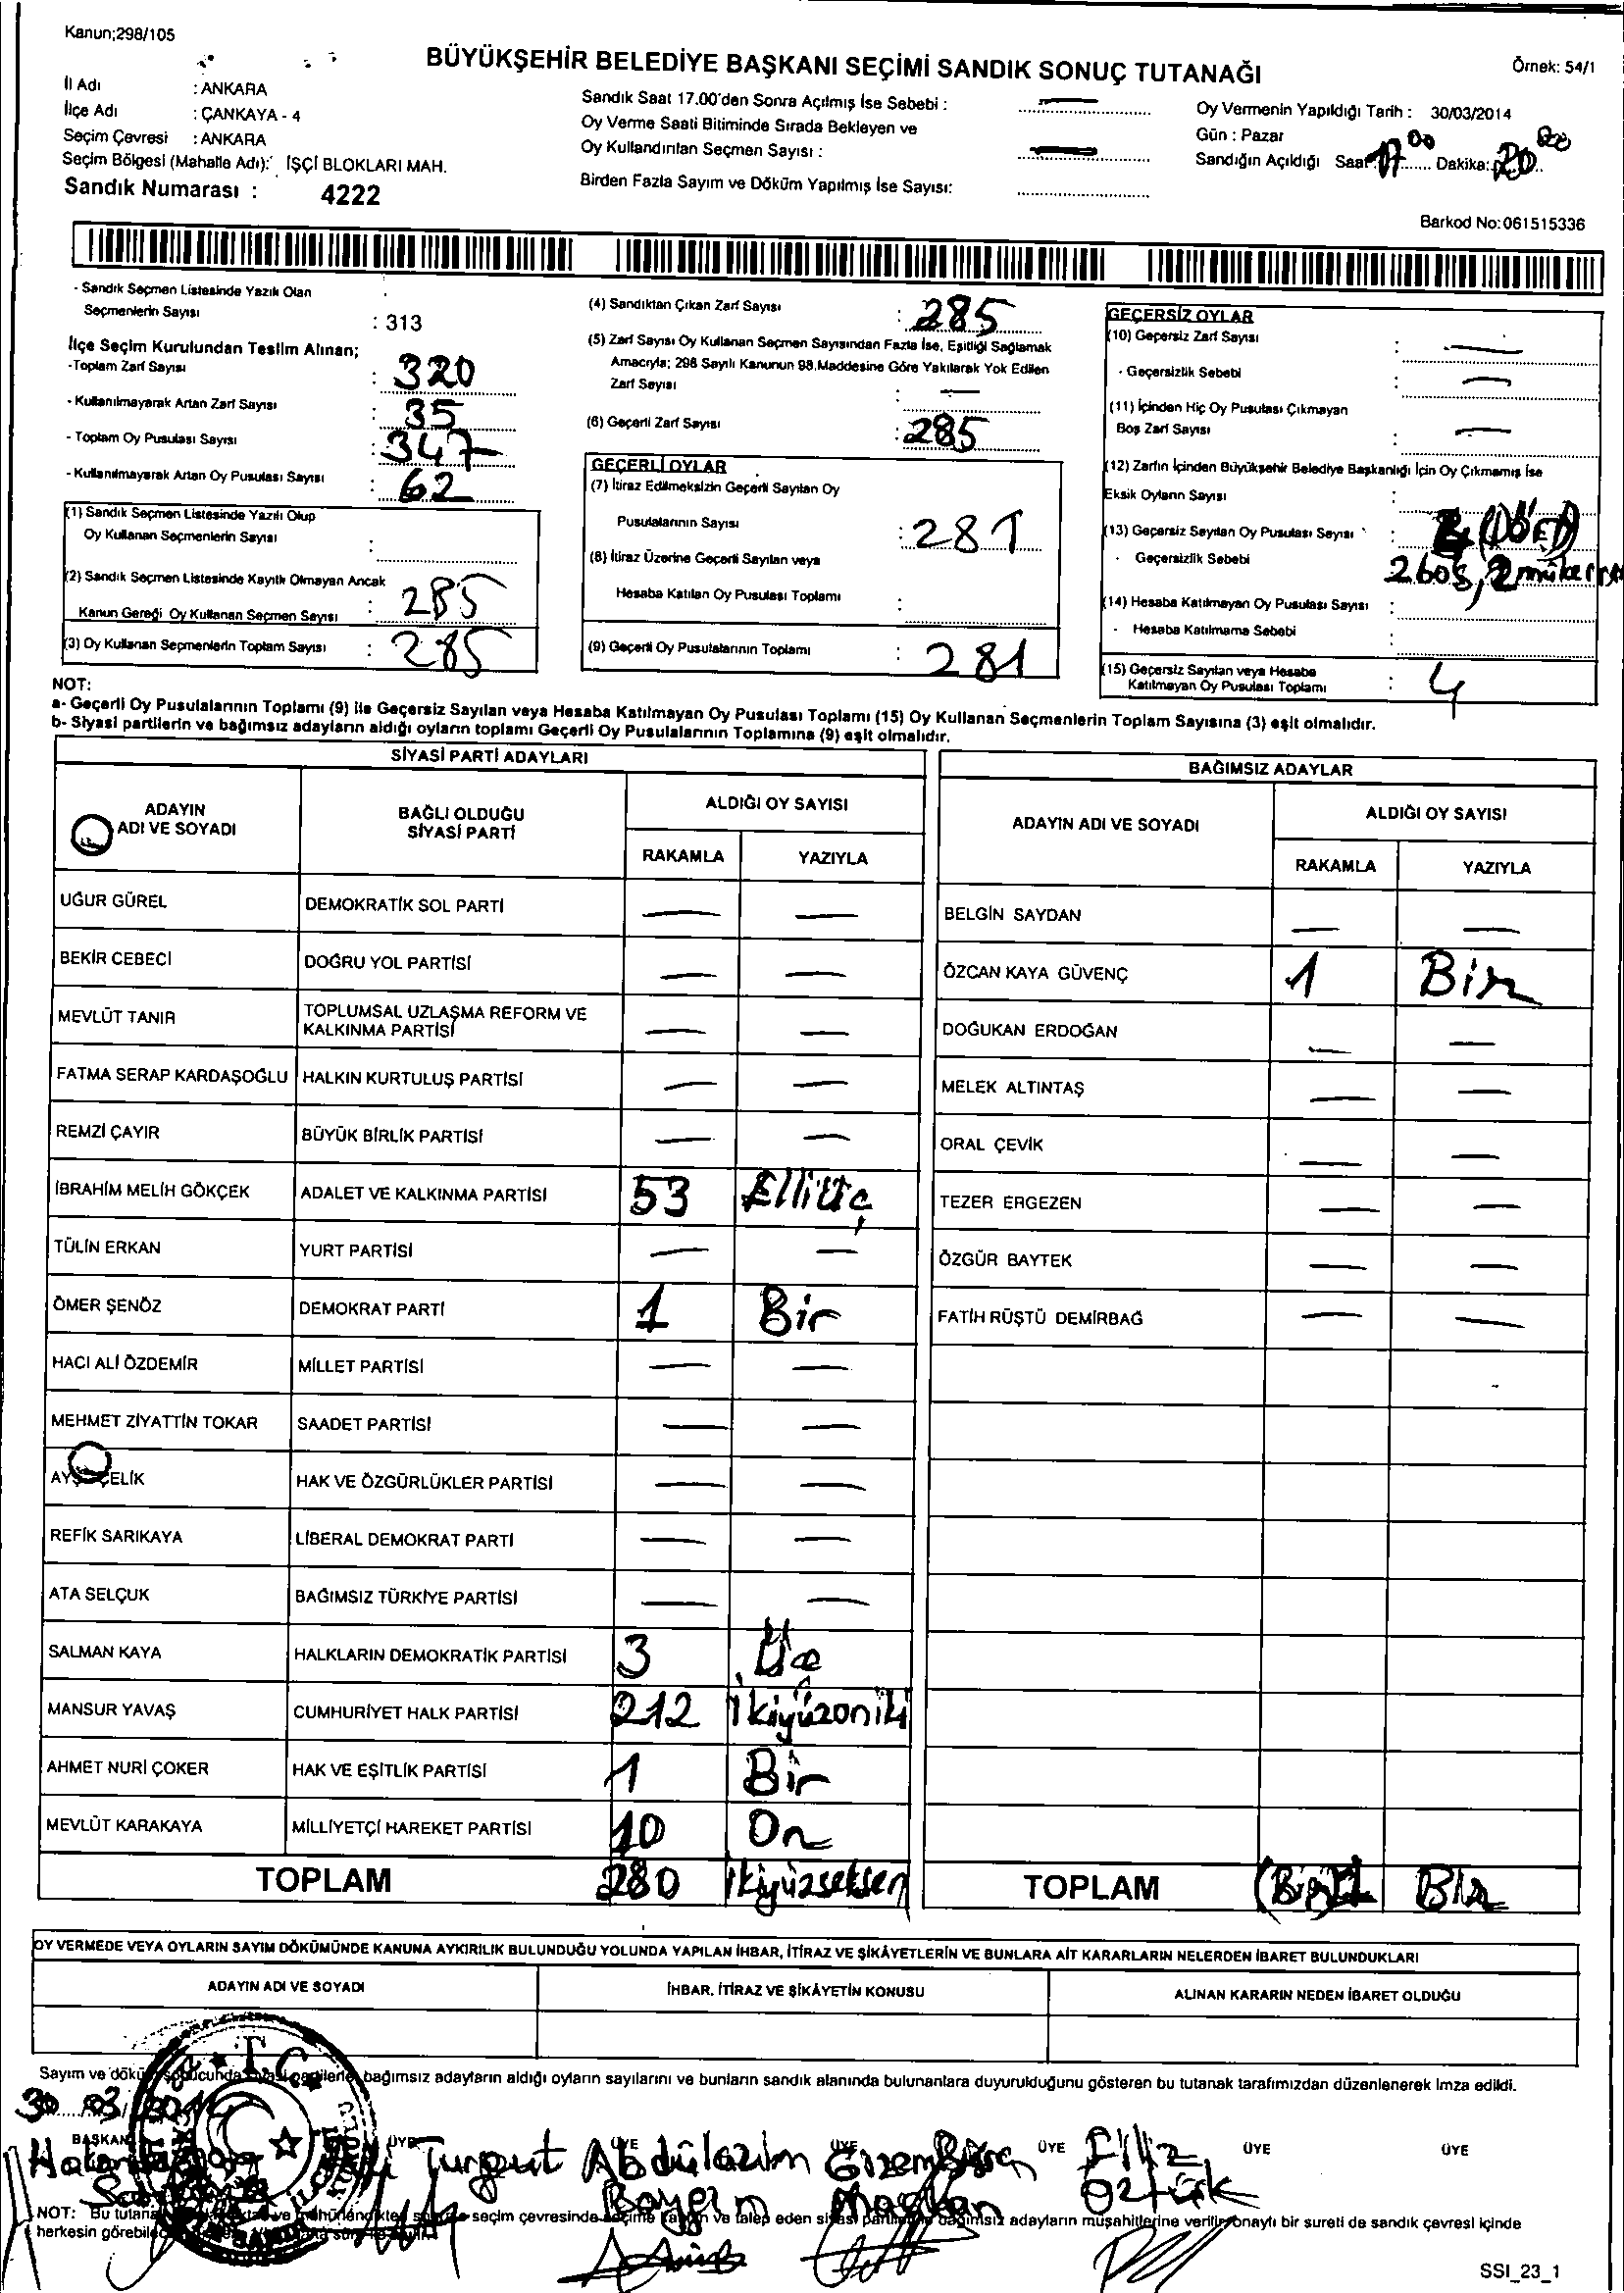 Kanun;298/105
BÜYÜKŞEHİR BELEDİYE BAŞKANI SEÇİMİ SANDIK SONUÇ TUTANAĞI
Örnek: 54/1
İl Adı : ANKARA
İlçe Adı : ÇANKAYA - 4
Seçim Çevresi : ANKARA
Seçim Bölgesi (Mahalle Adı): İŞÇİ BLOKLARI MAH.
Sandık Numarası : 4222
Sandık Saat 17.00'den Sonra Açılmış İse Sebebi : —
Oy Verme Saati Bitiminde Sırada Bekleyen ve
Oy Kullandırılan Seçmen Sayısı : —
Birden Fazla Sayım ve Döküm Yapılmış İse Sayısı:
Oy Vermenin Yapıldığı Tarih : 30/03/2014
Gün : Pazar
Sandığın Açıldığı Saat: 17 00 Dakika: 20
Barkod No:061515336
- Sandık Seçmen Listesinde Yazılı Olan
Seçmenlerin Sayısı : 313
İlçe Seçim Kurulundan Teslim Alınan;
-Toplam Zarf Sayısı : 320
- Kullanılmayarak Artan Zarf Sayısı : 35
- Toplam Oy Pusulası Sayısı : 347
- Kullanılmayarak Artan Oy Pusulası Sayısı : 62
(1) Sandık Seçmen Listesinde Yazılı Olup
Oy Kullanan Seçmenlerin Sayısı :
(2) Sandık Seçmen Listesinde Kayıtlı Olmayan Ancak
Kanun Gereği Oy Kullanan Seçmen Sayısı : 285
(3) Oy Kullanan Seçmenlerin Toplam Sayısı : 285
(4) Sandıktan Çıkan Zarf Sayısı : 285
(5) Zarf Sayısı Oy Kullanan Seçmen Sayısından Fazla İse, Eşitliği Sağlamak
Amacıyla; 298 Sayılı Kanunun 98.Maddesine Göre Yakılarak Yok Edilen
Zarf Sayısı : —
(6) Geçerli Zarf Sayısı : 285
GEÇERLİ OYLAR
(7) İtiraz Edilmeksizin Geçerli Sayılan Oy
Pusulalarının Sayısı : 281
(8) İtiraz Üzerine Geçerli Sayılan veya
Hesaba Katılan Oy Pusulası Toplamı :
(9) Geçerli Oy Pusulalarının Toplamı : 281
GEÇERSİZ OYLAR
(10) Geçersiz Zarf Sayısı : —
- Geçersizlik Sebebi : —
(11) İçinden Hiç Oy Pusulası Çıkmayan
Boş Zarf Sayısı : —
(12) Zarfın İçinden Büyükşehir Belediye Başkanlığı İçin Oy Çıkmamış İse
Eksik Oyların Sayısı :
(13) Geçersiz Sayılan Oy Pusulası Sayısı : 4 (DÖRT)
- Geçersizlik Sebebi 2 boş, 2 müker
(14) Hesaba Katılmayan Oy Pusulası Sayısı :
- Hesaba Katılmama Sebebi :
(15) Geçersiz Sayılan veya Hesaba
Katılmayan Oy Pusulası Toplamı : 4
NOT:
a- Geçerli Oy Pusulalarının Toplamı (9) ile Geçersiz Sayılan veya Hesaba Katılmayan Oy Pusulası Toplamı (15) Oy Kullanan Seçmenlerin Toplam Sayısına (3) eşit olmalıdır.
b- Siyasi partilerin ve bağımsız adayların aldığı oyların toplamı Geçerli Oy Pusulalarının Toplamına (9) eşit olmalıdır.
SİYASİ PARTİ ADAYLARI
ADAYIN ADI VE SOYADI BAĞLI OLDUĞU SİYASİ PARTİ ALDIĞI OY SAYISI
RAKAMLA YAZIYLA
UĞUR GÜREL DEMOKRATİK SOL PARTİ — —
BEKİR CEBECİ DOĞRU YOL PARTİSİ — —
MEVLÜT TANIR TOPLUMSAL UZLAŞMA REFORM VE KALKINMA PARTİSİ — —
FATMA SERAP KARDAŞOĞLU HALKIN KURTULUŞ PARTİSİ — —
REMZİ ÇAYIR BÜYÜK BİRLİK PARTİSİ — —
İBRAHİM MELİH GÖKÇEK ADALET VE KALKINMA PARTİSİ 53 Elliüç
TÜLİN ERKAN YURT PARTİSİ — —
ÖMER ŞENÖZ DEMOKRAT PARTİ 1 Bir
HACI ALİ ÖZDEMİR MİLLET PARTİSİ — —
MEHMET ZİYATTİN TOKAR SAADET PARTİSİ — —
ÇELİK HAK VE ÖZGÜRLÜKLER PARTİSİ — —
REFİK SARIKAYA LİBERAL DEMOKRAT PARTİ — —
ATA SELÇUK BAĞIMSIZ TÜRKİYE PARTİSİ — —
SALMAN KAYA HALKLARIN DEMOKRATİK PARTİSİ 3 Üç
MANSUR YAVAŞ CUMHURİYET HALK PARTİSİ 212 İkiyüzoniki
AHMET NURİ ÇOKER HAK VE EŞİTLİK PARTİSİ 1 Bir
MEVLÜT KARAKAYA MİLLİYETÇİ HAREKET PARTİSİ 10 On
TOPLAM 280 İkiyüzseksen
BAĞIMSIZ ADAYLAR
ADAYIN ADI VE SOYADI ALDIĞI OY SAYISI
RAKAMLA YAZIYLA
BELGİN SAYDAN — —
ÖZCAN KAYA GÜVENÇ 1 Bir
DOĞUKAN ERDOĞAN — —
MELEK ALTINTAŞ — —
ORAL ÇEVİK — —
TEZER ERGEZEN — —
ÖZGÜR BAYTEK — —
FATİH RÜŞTÜ DEMİRBAĞ — —
TOPLAM Bir
OY VERMEDE VEYA OYLARIN SAYIM DÖKÜMÜNDE KANUNA AYKIRILIK BULUNDUĞU YOLUNDA YAPILAN İHBAR, İTİRAZ VE ŞİKÂYETLERİN VE BUNLARA AİT KARARLARIN NELERDEN İBARET BULUNDUKLARI
ADAYIN ADI VE SOYADI İHBAR, İTİRAZ VE ŞİKÂYETİN KONUSU ALINAN KARARIN NEDEN İBARET OLDUĞU
T.C.
Sayım ve bağımsız adayların aldığı oyların sayılarını ve bunların sandık alanında bulunanlara duyurulduğunu gösteren bu tutanak tarafımızdan düzenlenerek imza edildi.
30 03
BAŞKAN ÜYE ÜYE ÜYE ÜYE ÜYE ÜYE
Turgut Abdülazim Gizem Filiz
Öztürk
NOT: Bu seçim çevresinde ve talep eden bağımsız adayların müşahitlerine verilir, onaylı bir sureti de sandık çevresi içinde
herkesin
SSI_23_1